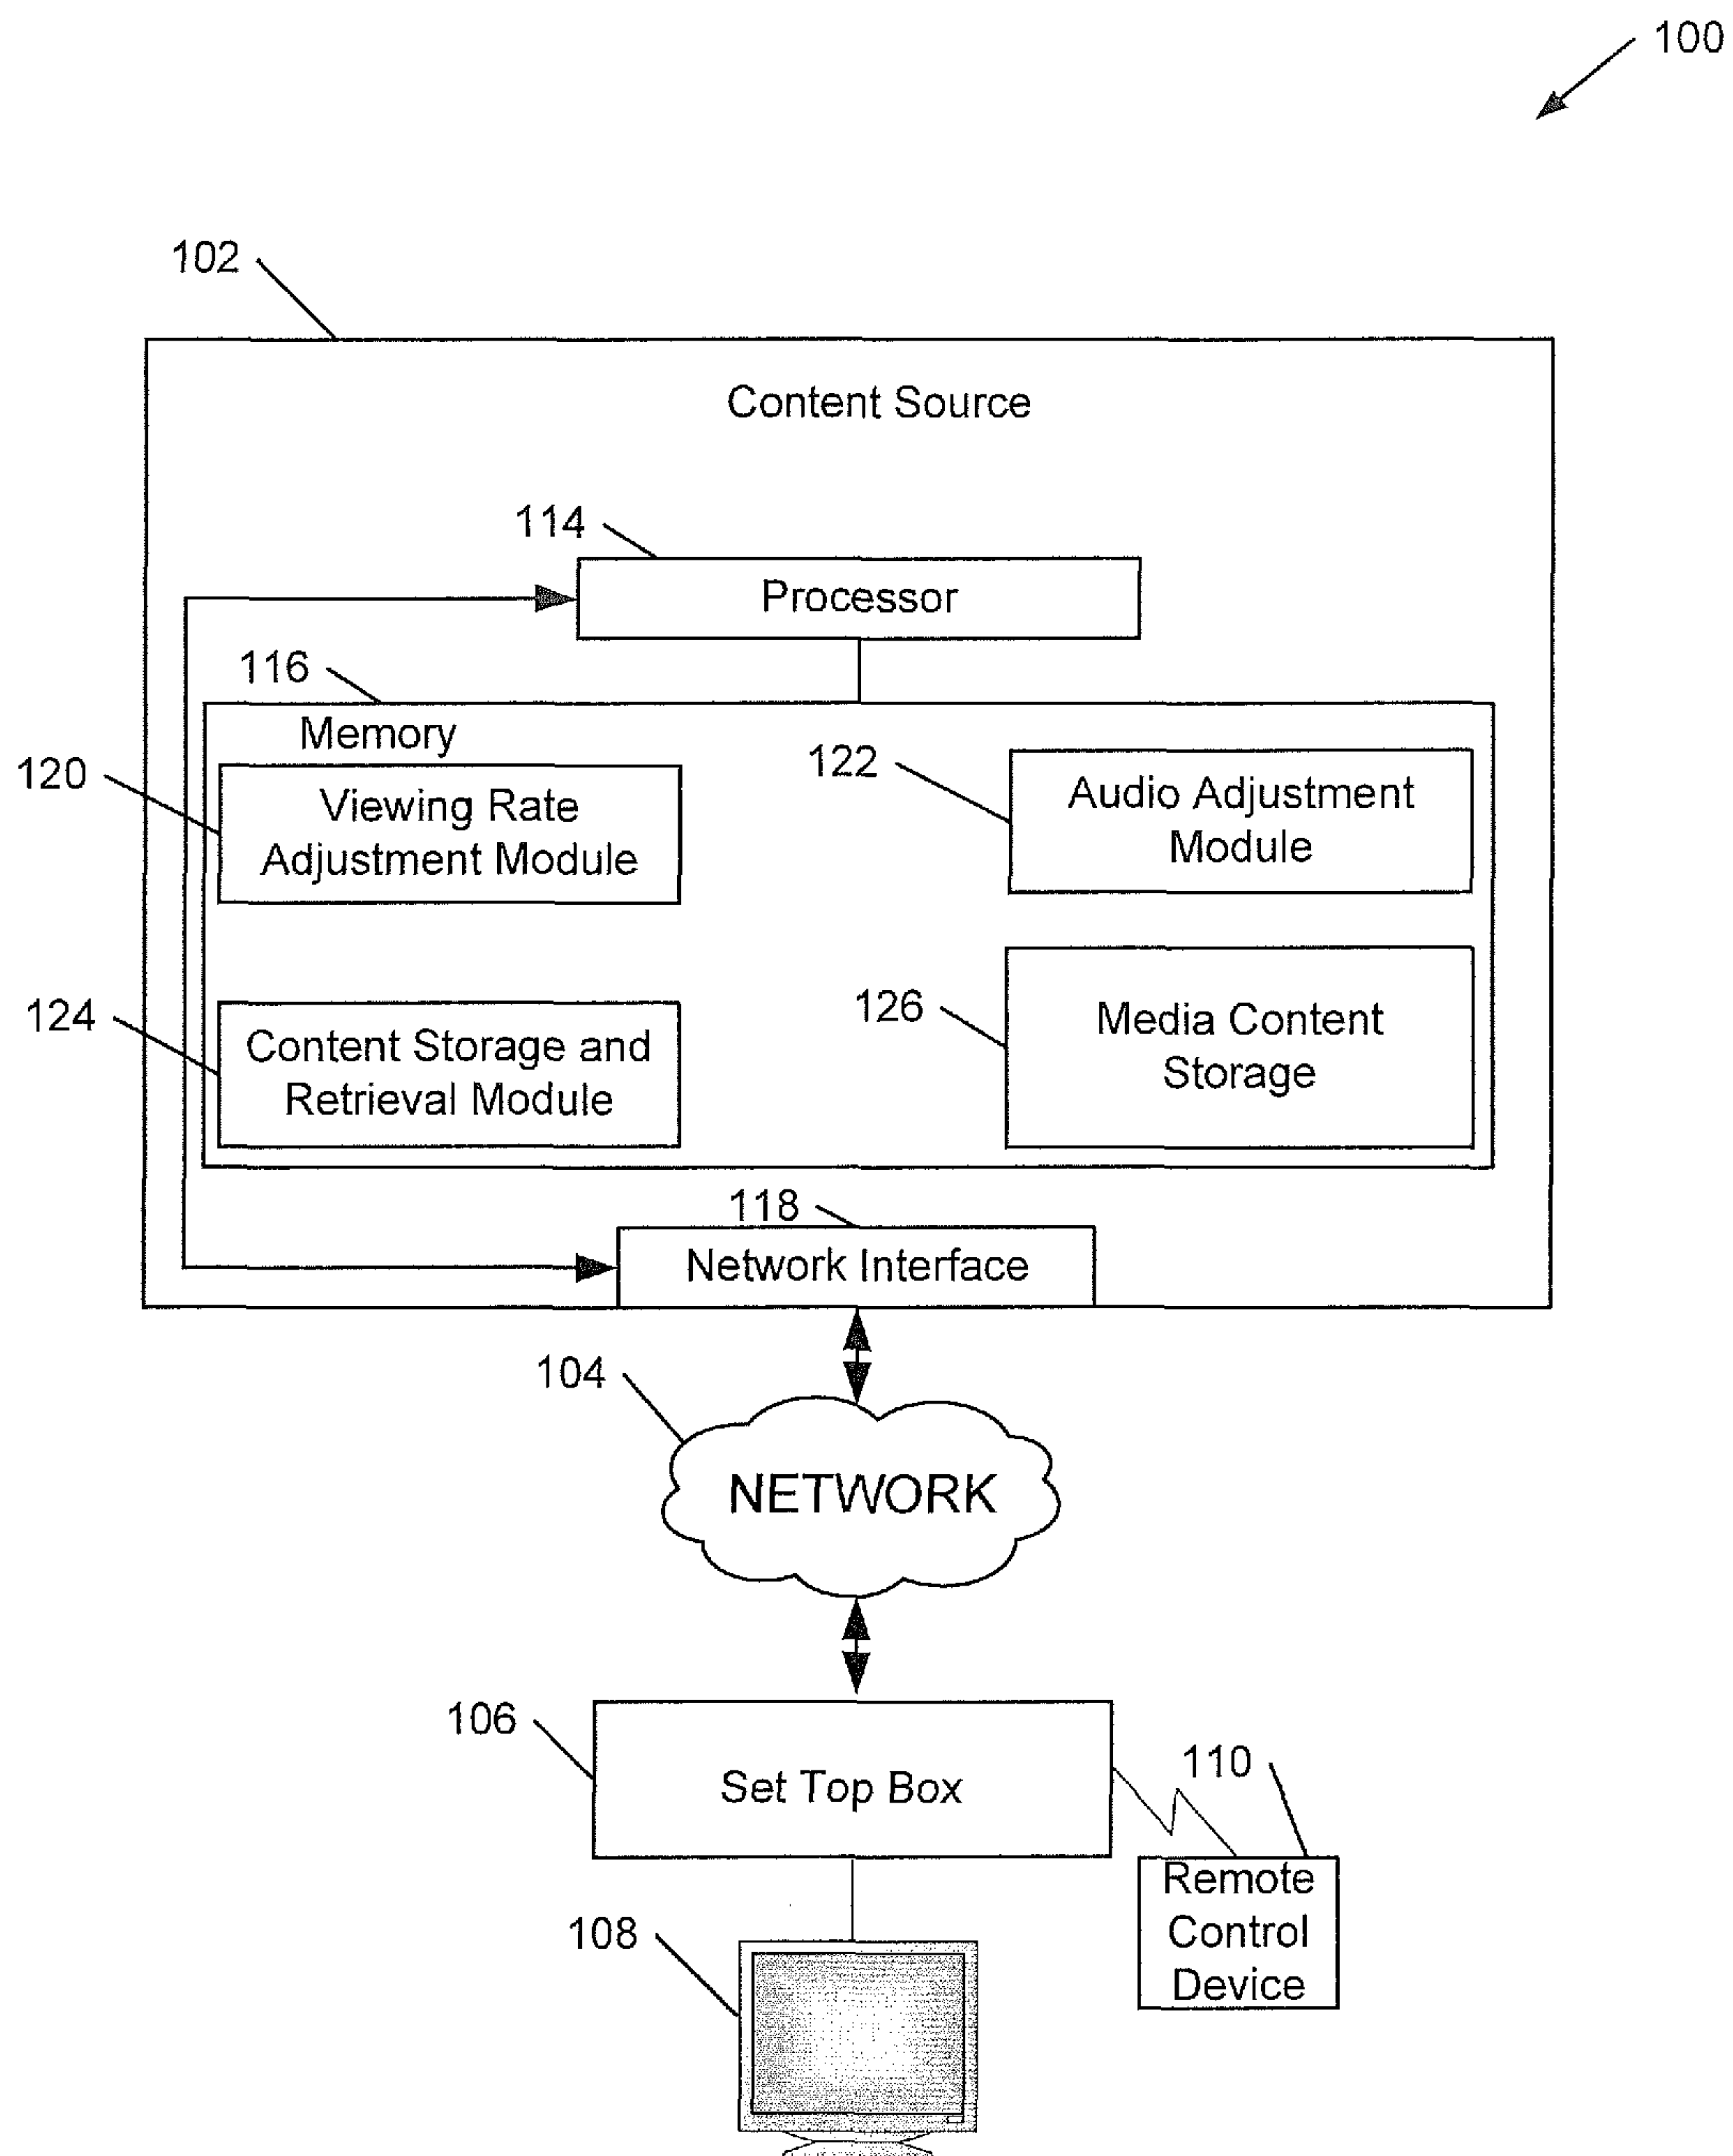 100
102
Content Source
114
Processor
116
Memory
120
Viewing Rate
Adjustment Module
122
Audio Adjustment
Module
124
Content Storage and
Retrieval Module
126
Media Content
Storage
118
Network Interface
104
NETWORK
106
Set Top Box
110
Remote
Control
Device
108